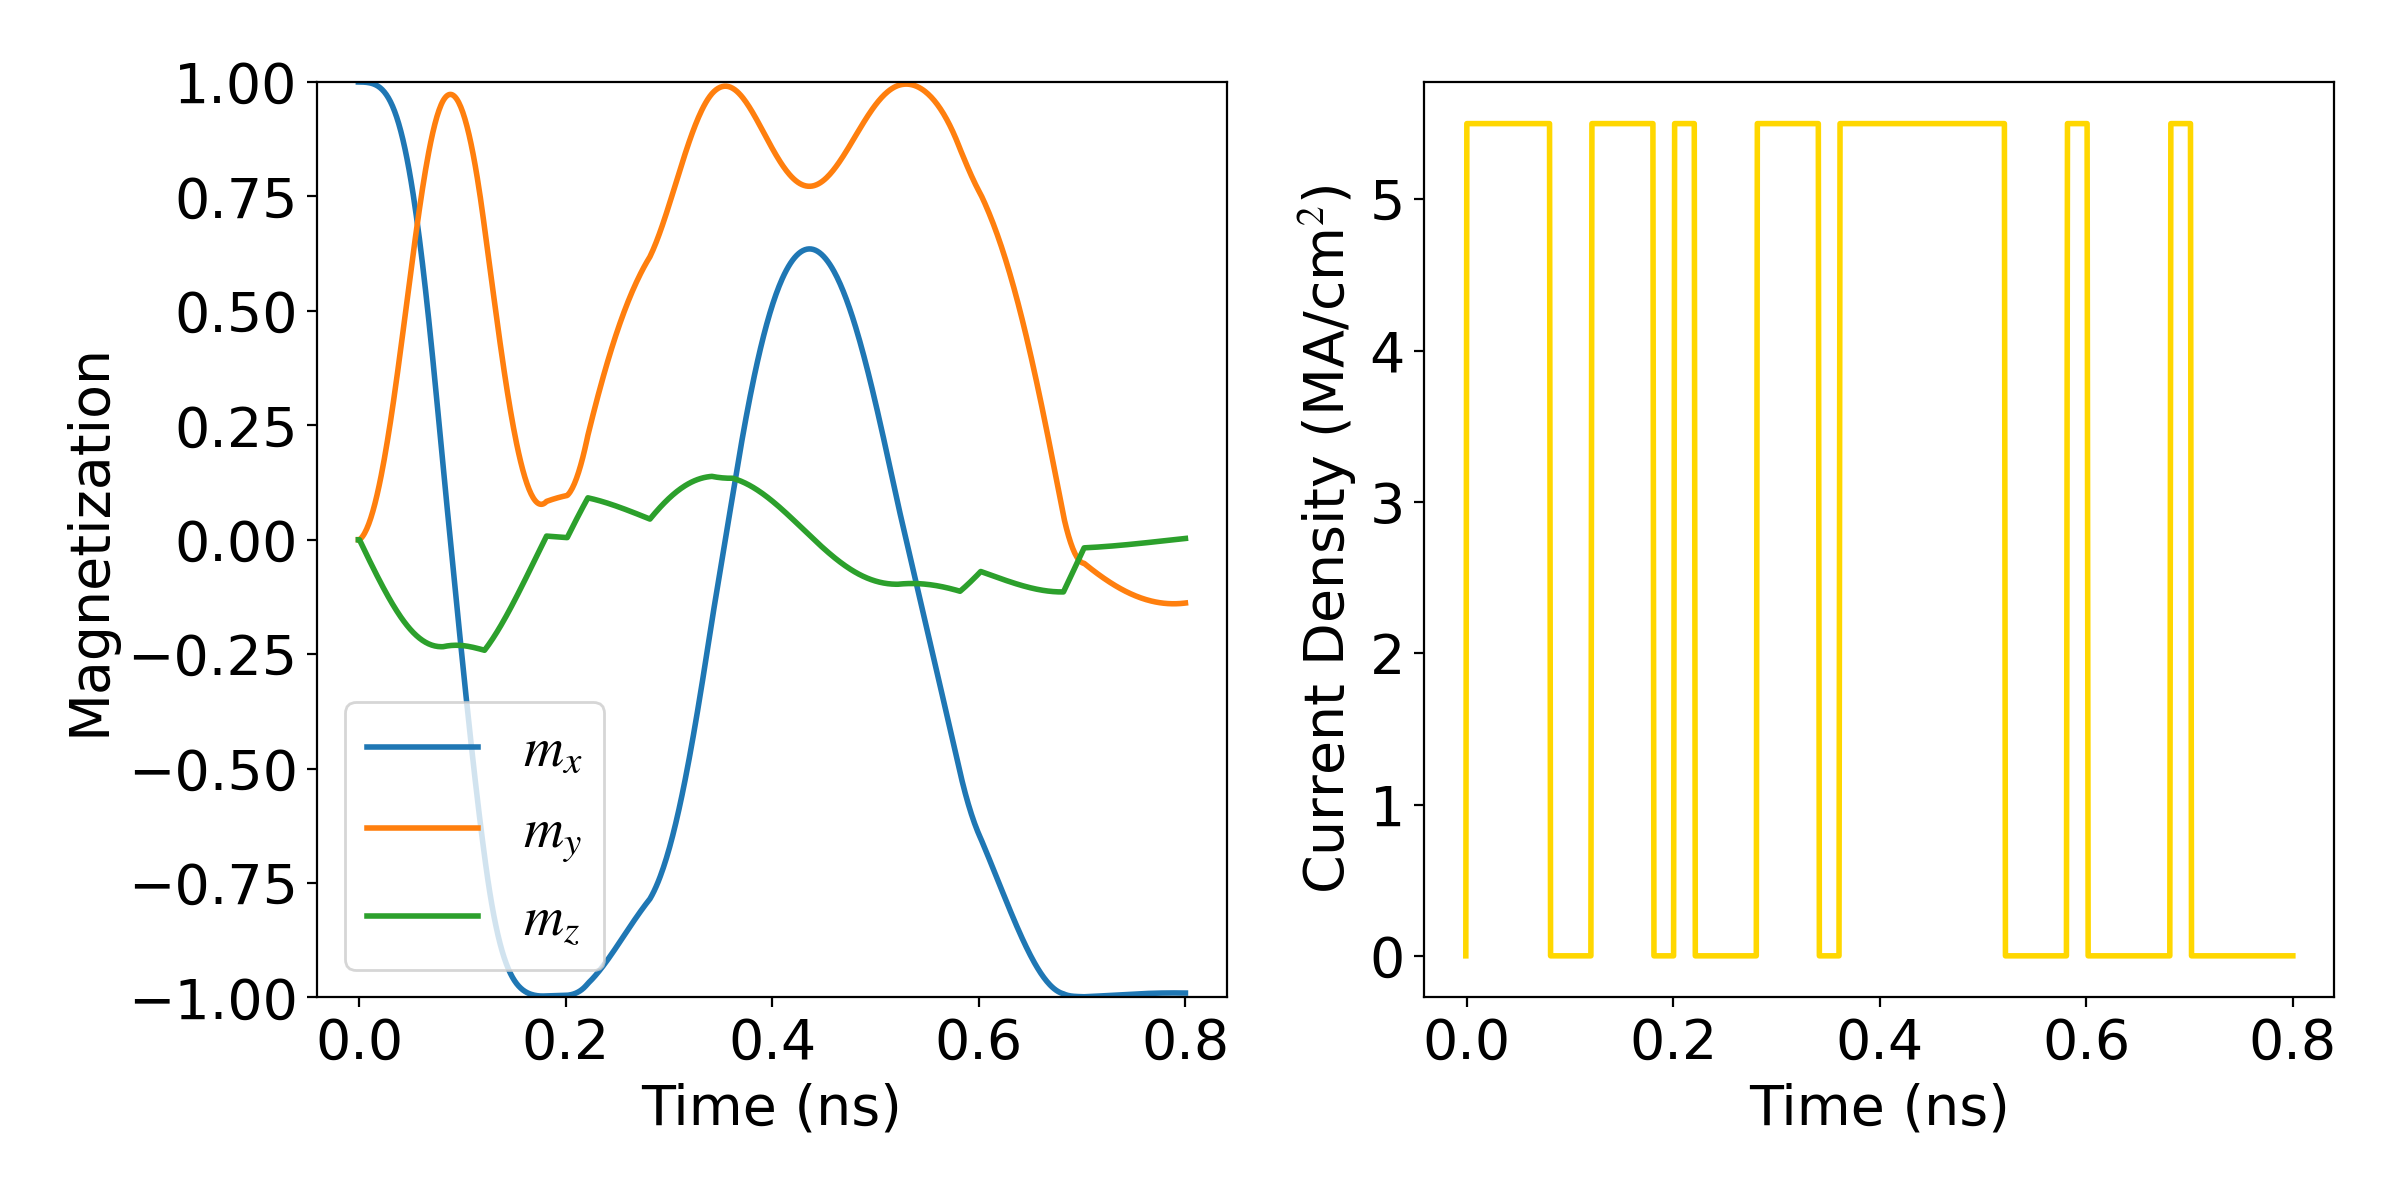 1.00
0.75
0.50
0.25
0.00
−0.25
−0.50
−0.75
−1.00
Magnetization
m_x
m_y
m_z
0.0 0.2 0.4 0.6 0.8
Time (ns)
5
4
3
2
1
0
Current Density (MA/cm²)
0.0 0.2 0.4 0.6 0.8
Time (ns)